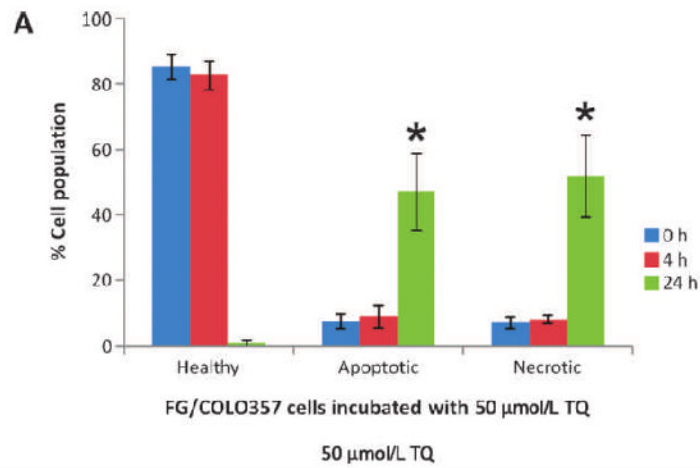 A
100
80
60
40
20
0
% Cell population
*
*
0 h
4 h
24 h
Healthy Apoptotic Necrotic
FG/COLO357 cells incubated with 50 μmol/L TQ
50 μmol/L TQ